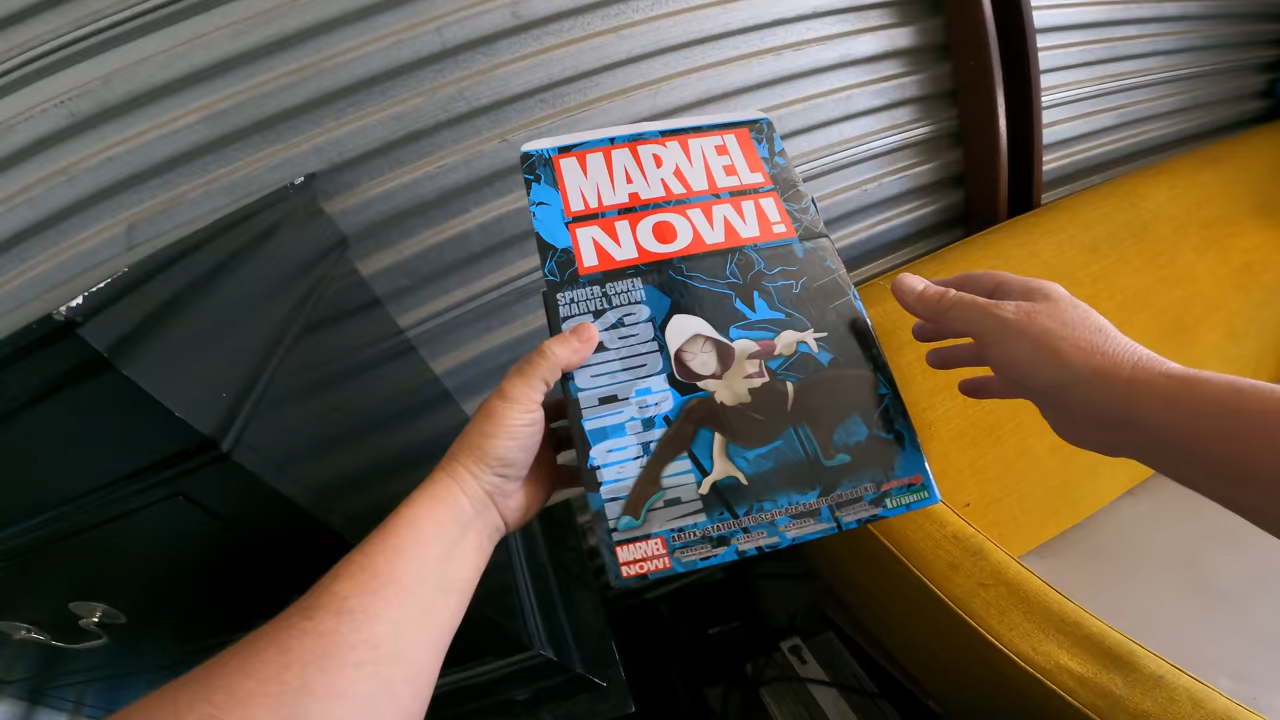 MARVEL
NOW!
SPIDER-GWEN
MARVEL NOW!
SPIDER-GWEN
ARTFX+ STATUE 1/10 Scale Pre-Painted Model Kit
KOTOBUKIYA
MARVEL
NOW!
WARNING